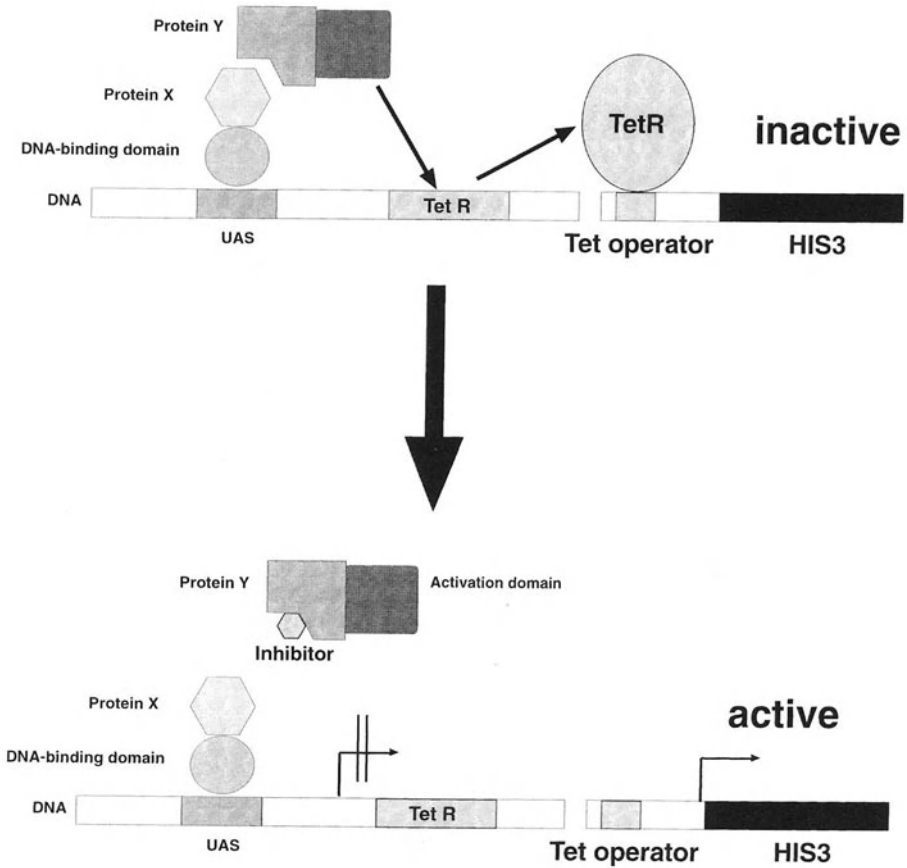 Protein Y
Protein X
TetR
inactive
DNA-binding domain
DNA
Tet R
UAS
Tet operator
HIS3
Protein Y
Activation domain
Inhibitor
Protein X
active
DNA-binding domain
DNA
Tet R
UAS
Tet operator
HIS3